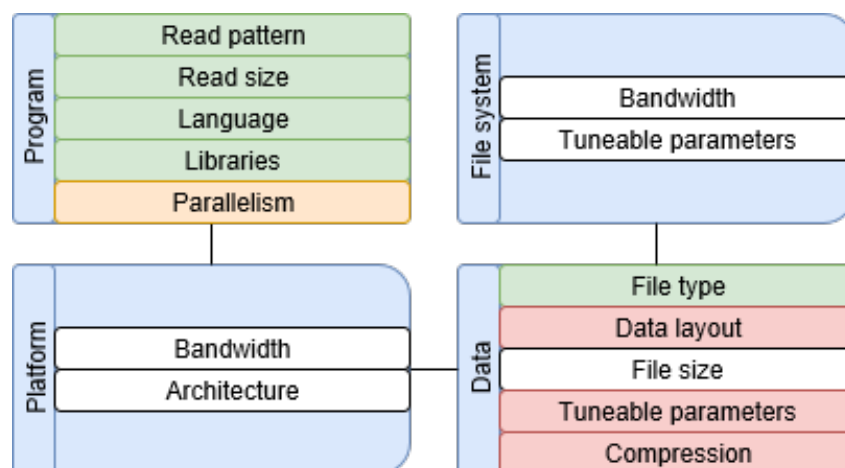 Program
Read pattern
Read size
Language
Libraries
Parallelism
File system
Bandwidth
Tuneable parameters
Platform
Bandwidth
Architecture
Data
File type
Data layout
File size
Tuneable parameters
Compression